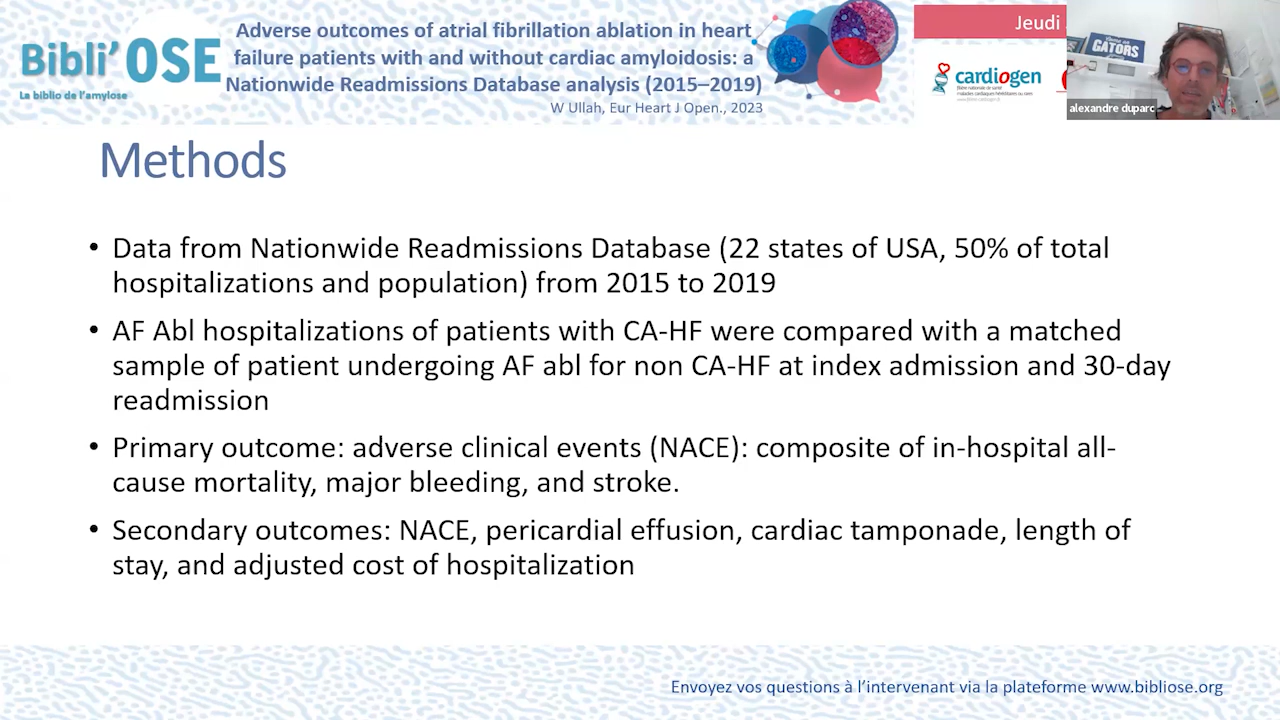 Bibli'OSE
La biblio de l'amylose
Adverse outcomes of atrial fibrillation ablation in heart
failure patients with and without cardiac amyloidosis: a
Nationwide Readmissions Database analysis (2015–2019)
W Ullah, Eur Heart J Open., 2023
Jeudi
cardiogen
filière nationale de santé
maladies cardiaques héréditaires ou rares
GATORS
alexandre duparc
Methods
• Data from Nationwide Readmissions Database (22 states of USA, 50% of total
hospitalizations and population) from 2015 to 2019
• AF Abl hospitalizations of patients with CA-HF were compared with a matched
sample of patient undergoing AF abl for non CA-HF at index admission and 30-day
readmission
• Primary outcome: adverse clinical events (NACE): composite of in-hospital all-
cause mortality, major bleeding, and stroke.
• Secondary outcomes: NACE, pericardial effusion, cardiac tamponade, length of
stay, and adjusted cost of hospitalization
Envoyez vos questions à l'intervenant via la plateforme www.bibliose.org